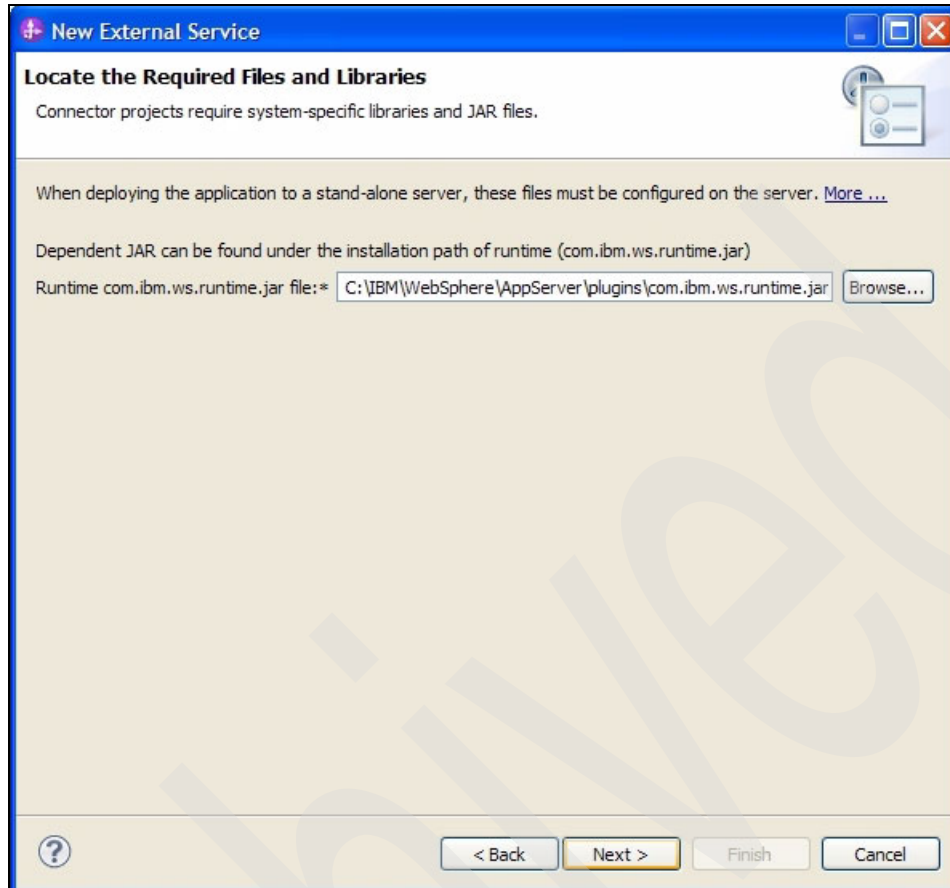 New External Service
Locate the Required Files and Libraries
Connector projects require system-specific libraries and JAR files.
When deploying the application to a stand-alone server, these files must be configured on the server. More ...
Dependent JAR can be found under the installation path of runtime (com.ibm.ws.runtime.jar)
Runtime com.ibm.ws.runtime.jar file:* C:\IBM\WebSphere\AppServer\plugins\com.ibm.ws.runtime.jar Browse...
? < Back Next > Finish Cancel
hived